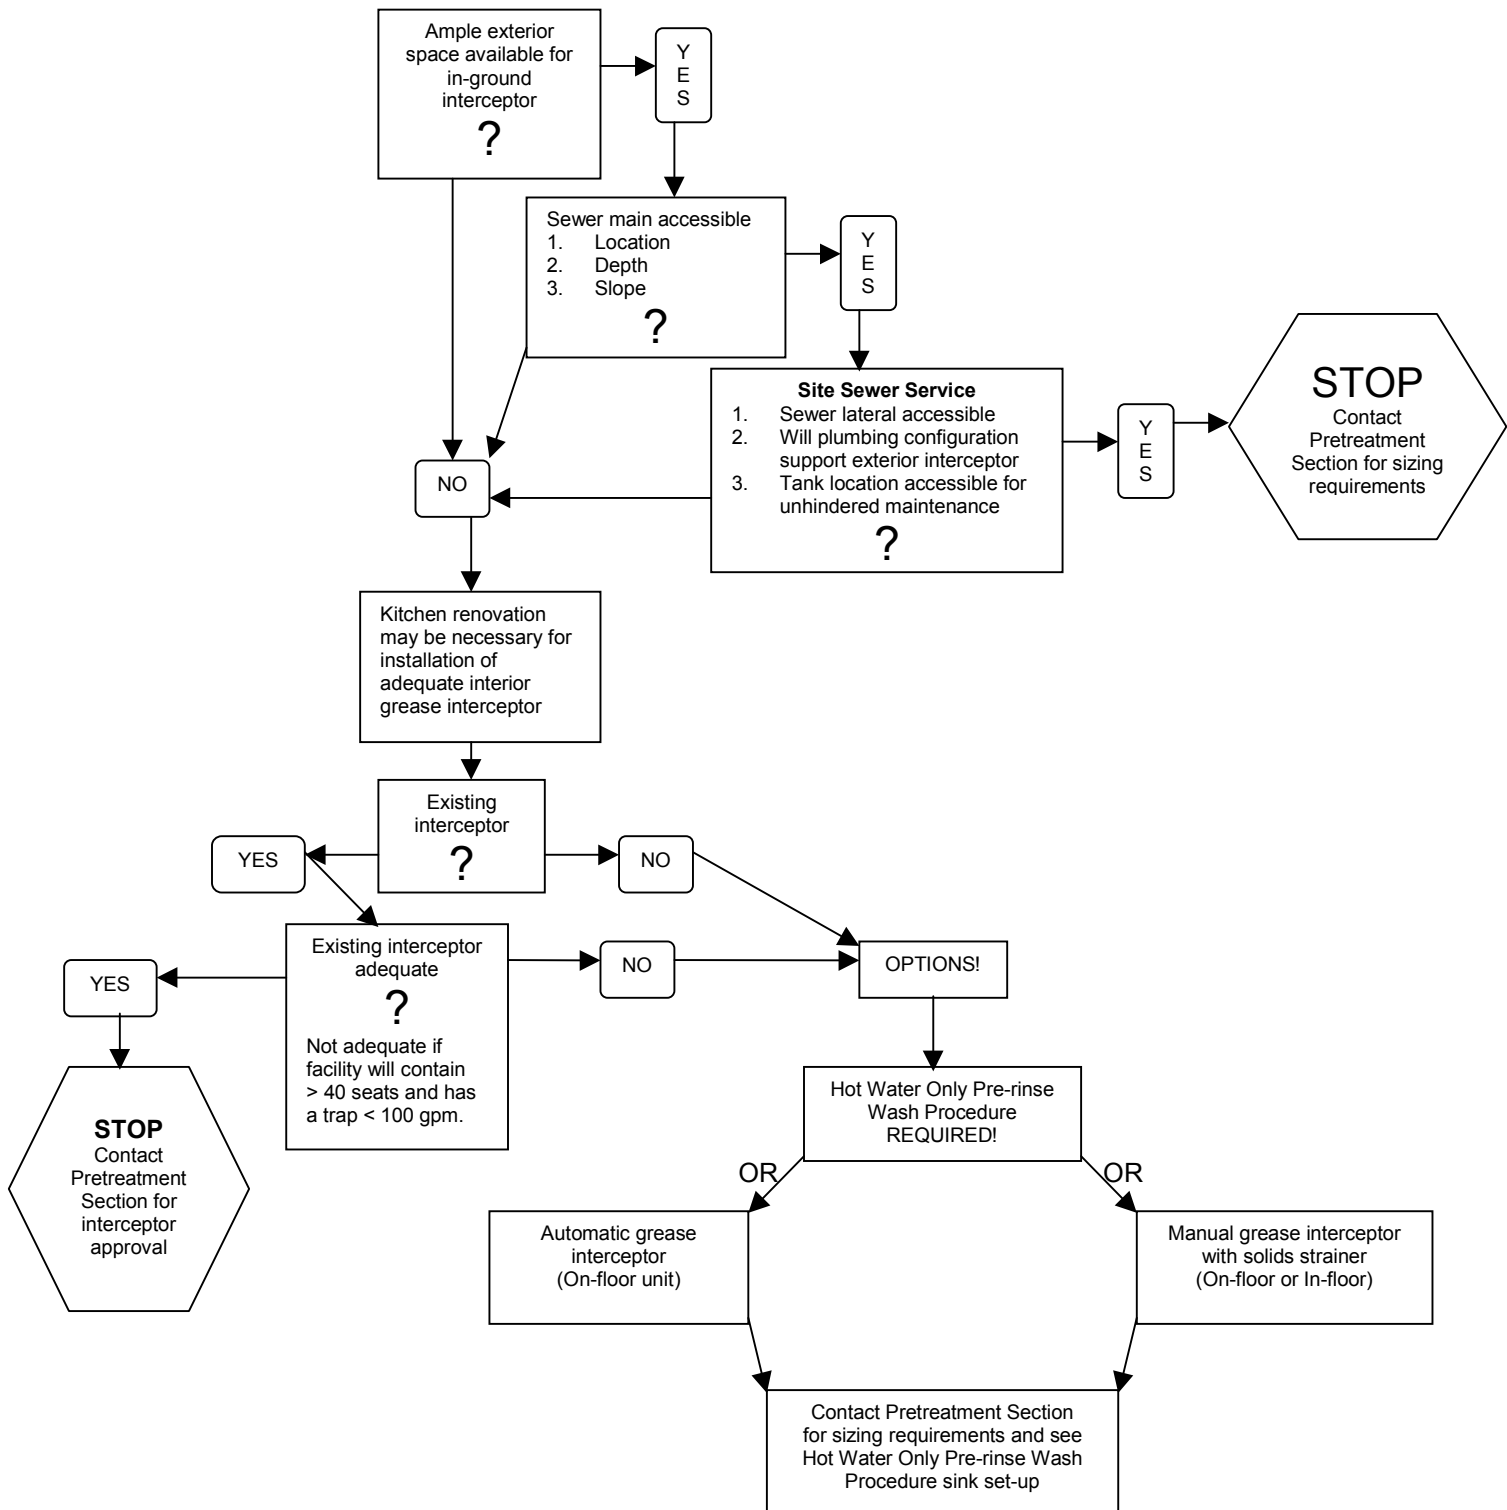 Ample exterior
space available for
in-ground
interceptor
?
Y
E
S
Sewer main accessible
1. Location
2. Depth
3. Slope
?
Y
E
S
Site Sewer Service
1. Sewer lateral accessible
2. Will plumbing configuration
support exterior interceptor
3. Tank location accessible for
unhindered maintenance
?
Y
E
S
STOP
Contact
Pretreatment
Section for sizing
requirements
NO
Kitchen renovation
may be necessary for
installation of
adequate interior
grease interceptor
Existing
interceptor
?
YES
NO
Existing interceptor
adequate
?
Not adequate if
facility will contain
> 40 seats and has
a trap < 100 gpm.
YES
NO
OPTIONS!
STOP
Contact
Pretreatment
Section for
interceptor
approval
Hot Water Only Pre-rinse
Wash Procedure
REQUIRED!
OR
OR
Automatic grease
interceptor
(On-floor unit)
Manual grease interceptor
with solids strainer
(On-floor or In-floor)
Contact Pretreatment Section
for sizing requirements and see
Hot Water Only Pre-rinse Wash
Procedure sink set-up